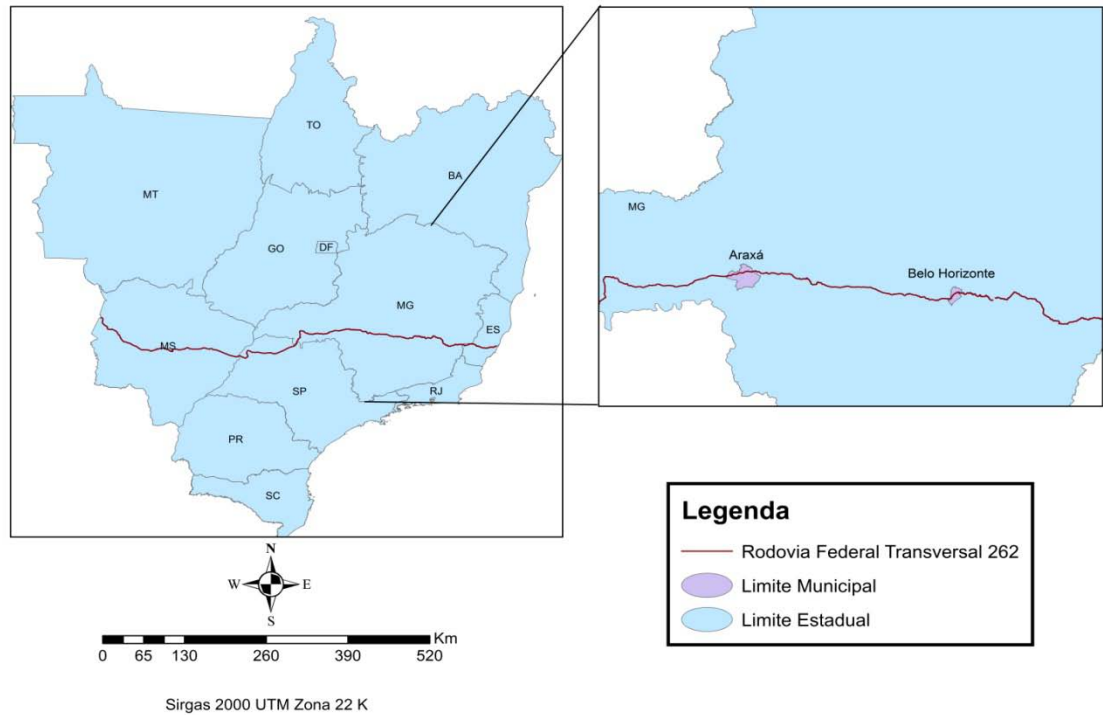 TO
BA
MT
GO
DF
MG
ES
MS
SP
RJ
PR
SC
MG
Araxá
Belo Horizonte
N
W
E
S
Km
0 65 130 260 390 520
Sirgas 2000 UTM Zona 22 K
Legenda
Rodovia Federal Transversal 262
Limite Municipal
Limite Estadual